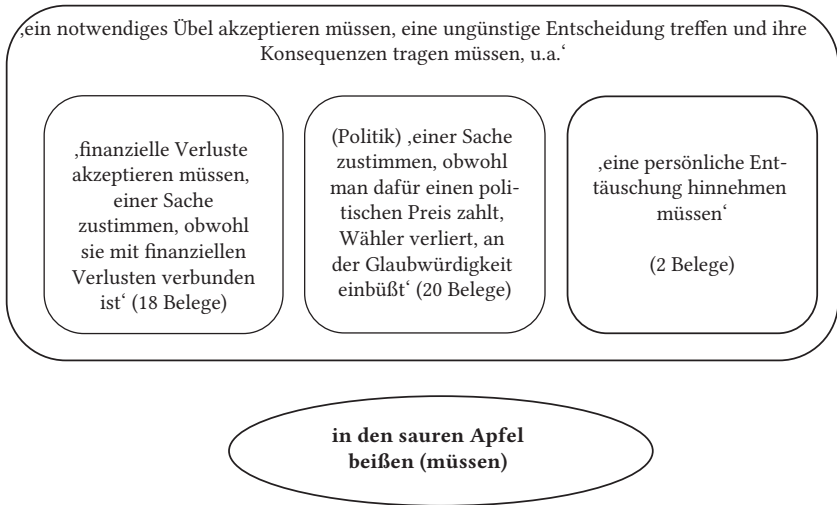 ‚ein notwendiges Übel akzeptieren müssen, eine ungünstige Entscheidung treffen und ihre
Konsequenzen tragen müssen, u.a.‘
‚finanzielle Verluste
akzeptieren müssen,
einer Sache
zustimmen, obwohl
sie mit finanziellen
Verlusten verbunden
ist‘ (18 Belege)
(Politik) ‚einer Sache
zustimmen, obwohl
man dafür einen poli-
tischen Preis zahlt,
Wähler verliert, an
der Glaubwürdigkeit
einbüßt‘ (20 Belege)
‚eine persönliche Ent-
täuschung hinnehmen
müssen‘
(2 Belege)
in den sauren Apfel
beißen (müssen)